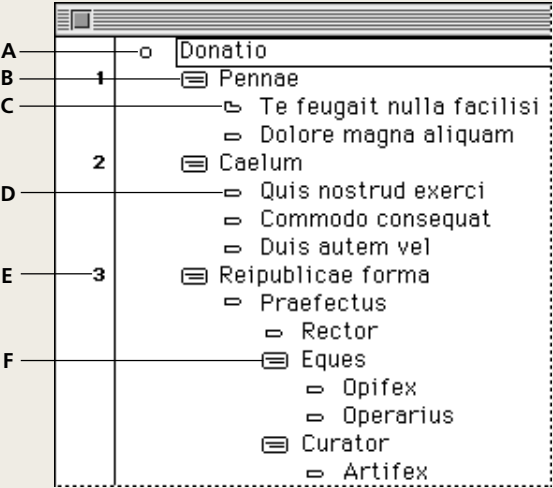 A Donatio
B 1 Pennae
C Te feugait nulla facilisi
Dolore magna aliquam
2 Caelum
D Quis nostrud exerci
Commodo consequat
Duis autem vel
E 3 Reipublicae forma
Praefectus
Rector
F Eques
Opifex
Operarius
Curator
Artifex